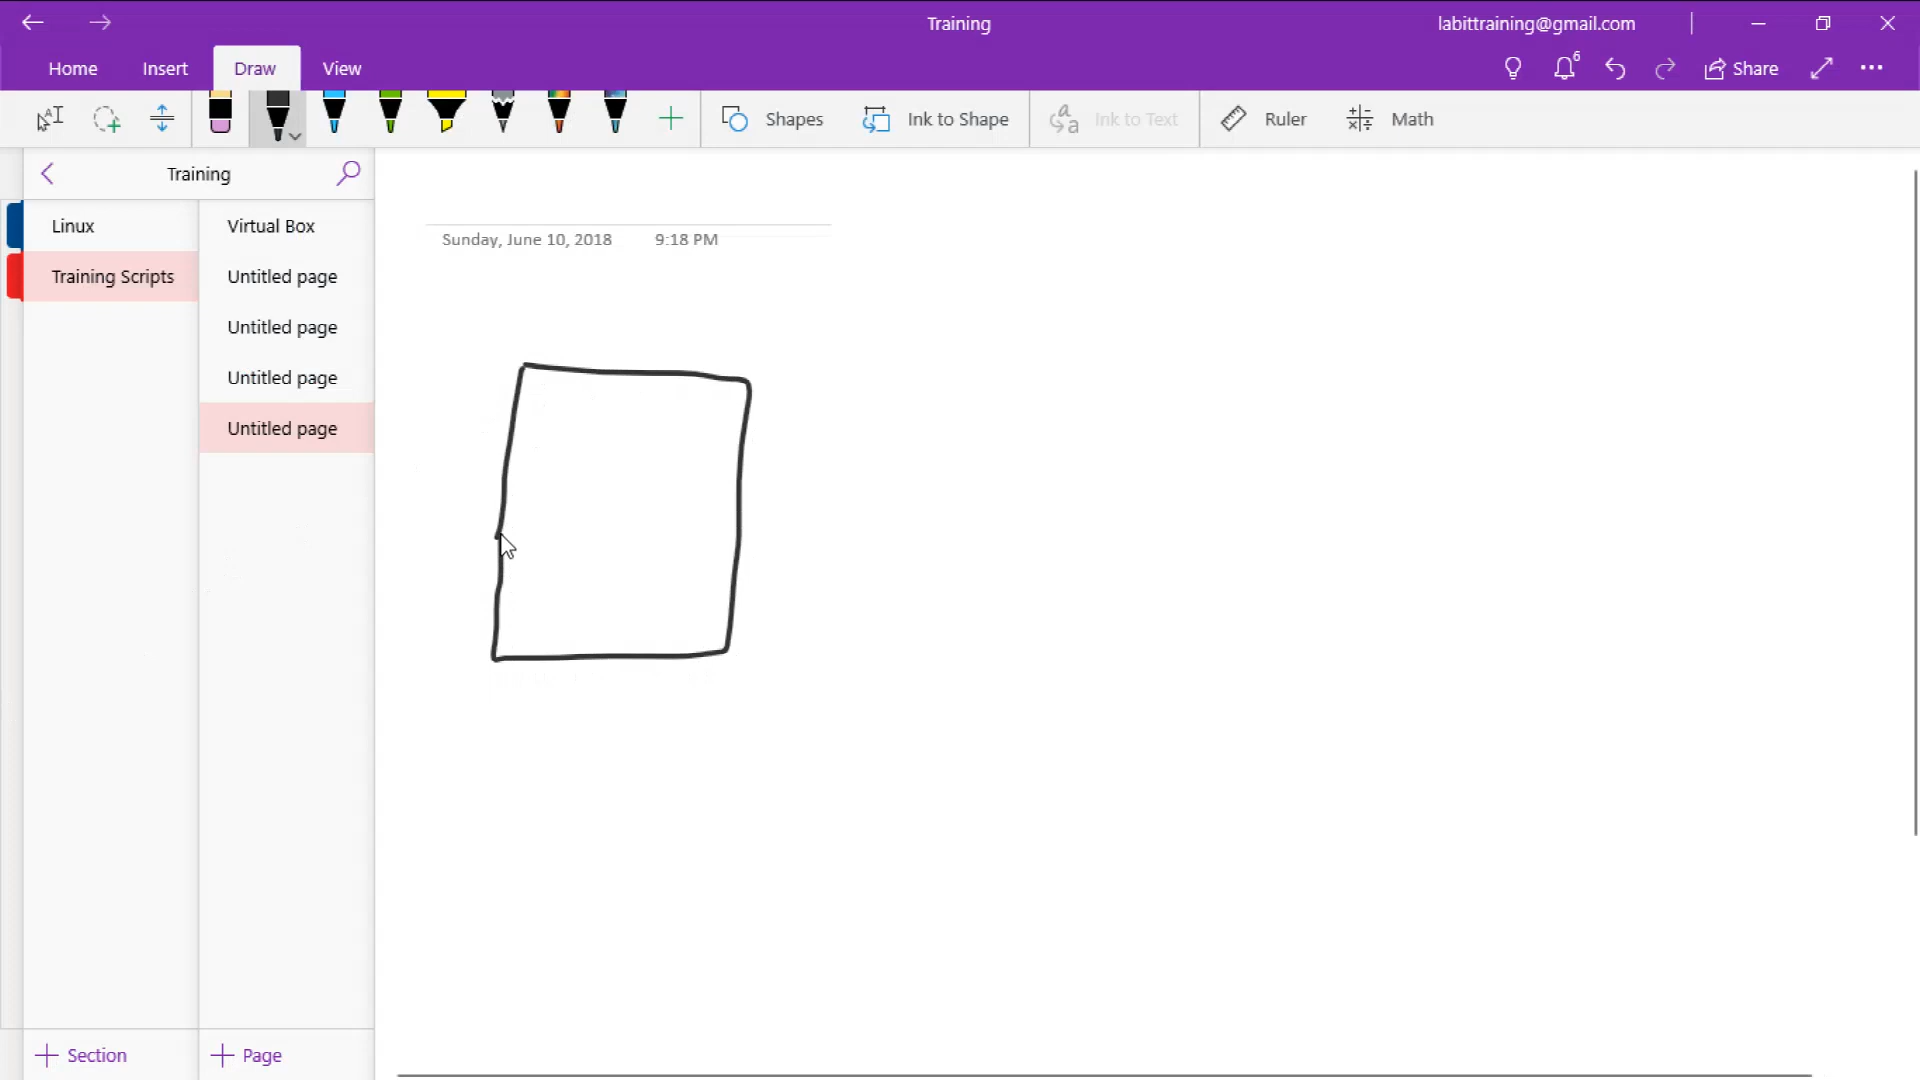 Training
labittraining@gmail.com
Home
Insert
Draw
View
6
Share
Shapes
Ink to Shape
Ink to Text
Ruler
Math
Training
Linux
Training Scripts
Virtual Box
Untitled page
Untitled page
Untitled page
Untitled page
Sunday, June 10, 2018
9:18 PM
Section
Page